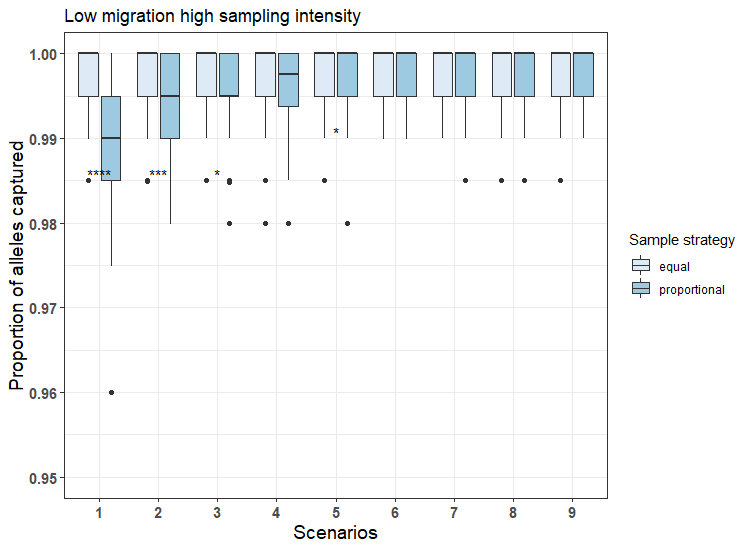 Low migration high sampling intensity
Proportion of alleles captured
1.00
0.99
0.98
0.97
0.96
0.95
****
***
*
*
1 2 3 4 5 6 7 8 9
Scenarios
Sample strategy
equal
proportional